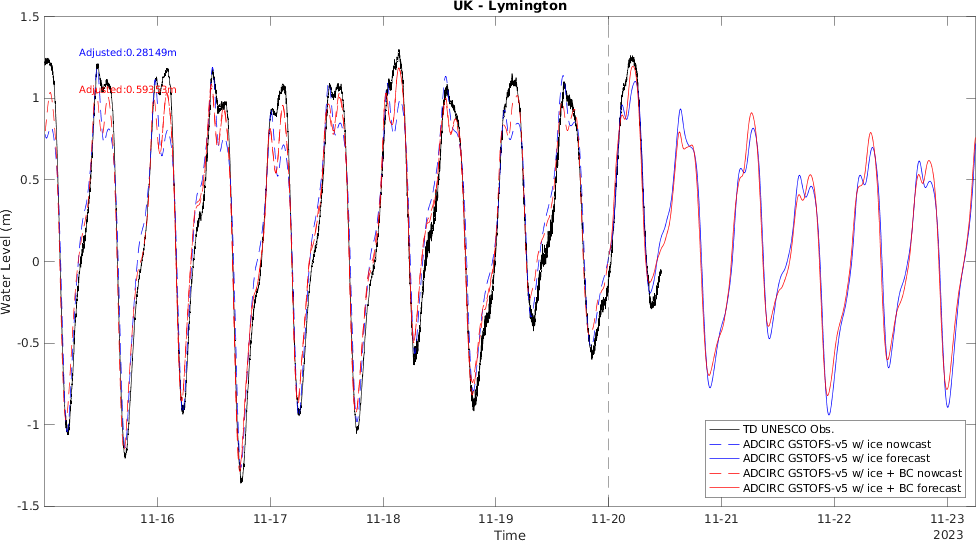 UK - Lymington
1.5
1
0.5
0
-0.5
-1
-1.5
Water Level (m)
Adjusted:0.28149m
TD UNESCO Obs.
ADCIRC GSTOFS-v5 w/ ice nowcast
ADCIRC GSTOFS-v5 w/ ice forecast
ADCIRC GSTOFS-v5 w/ ice + BC nowcast
ADCIRC GSTOFS-v5 w/ ice + BC forecast
11-16 11-17 11-18 11-19 11-20 11-21 11-22 11-23
Time
2023